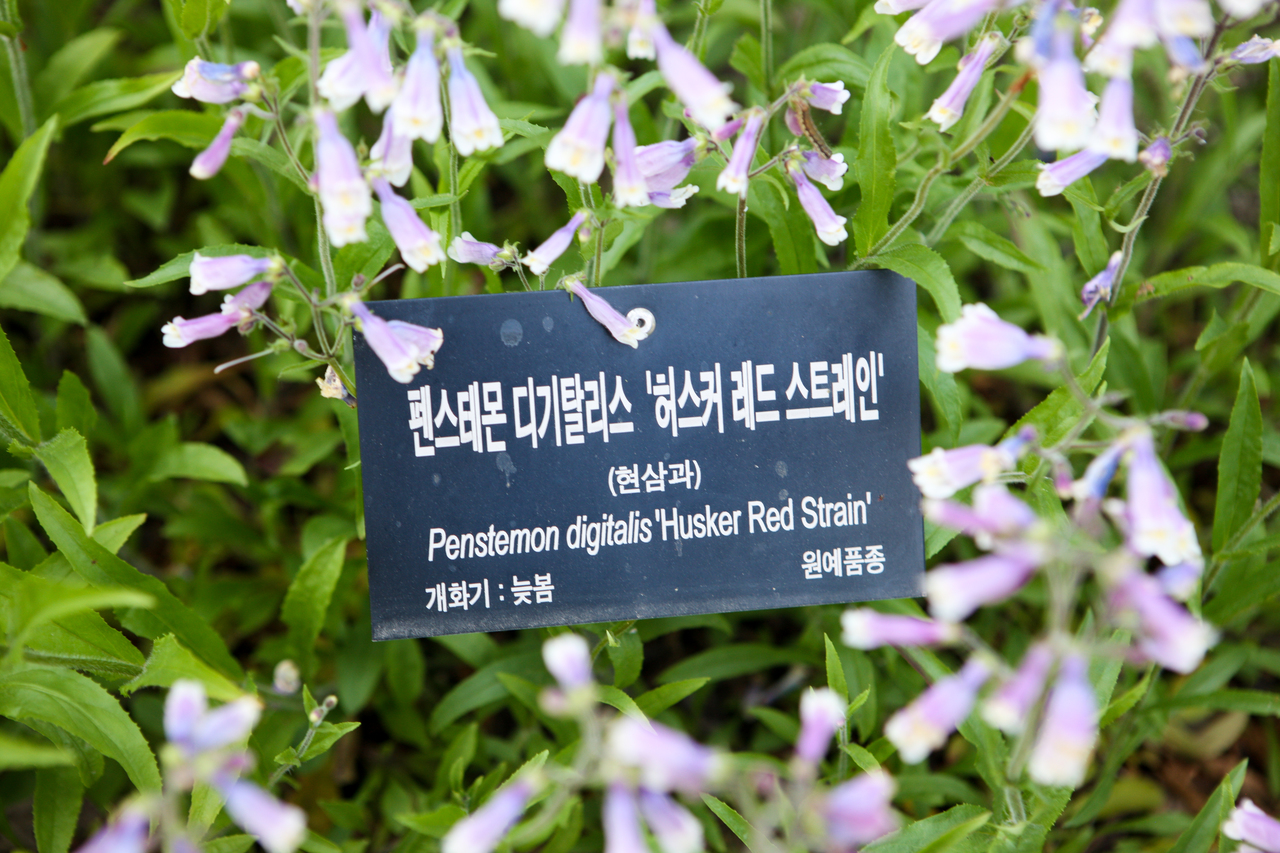 펜스테몬 디기탈리스 '허스커 레드 스트레인'
(현삼과)
Penstemon digitalis 'Husker Red Strain'
개화기 : 늦봄
원예품종